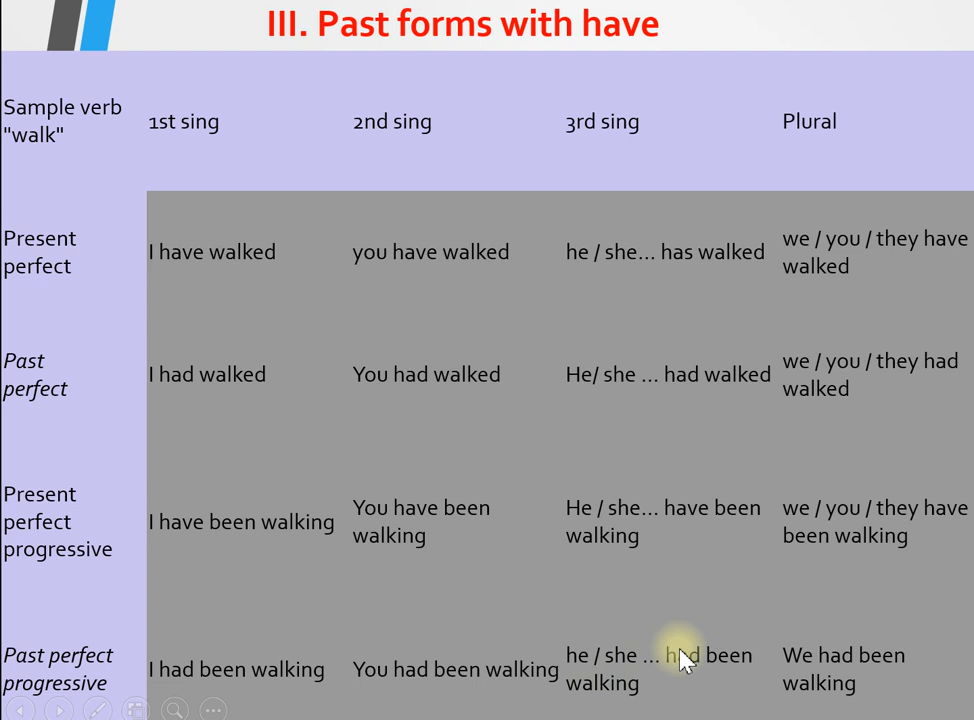 III. Past forms with have
Sample verb
"walk"
1st sing
2nd sing
3rd sing
Plural
Present
perfect
I have walked
you have walked
he / she... has walked
we / you / they have
walked
Past
perfect
I had walked
You had walked
He/ she ... had walked
we / you / they had
walked
Present
perfect
progressive
I have been walking
You have been
walking
He / she... have been
walking
we / you / they have
been walking
Past perfect
progressive
I had been walking
You had been walking
he / she ... had been
walking
We had been
walking